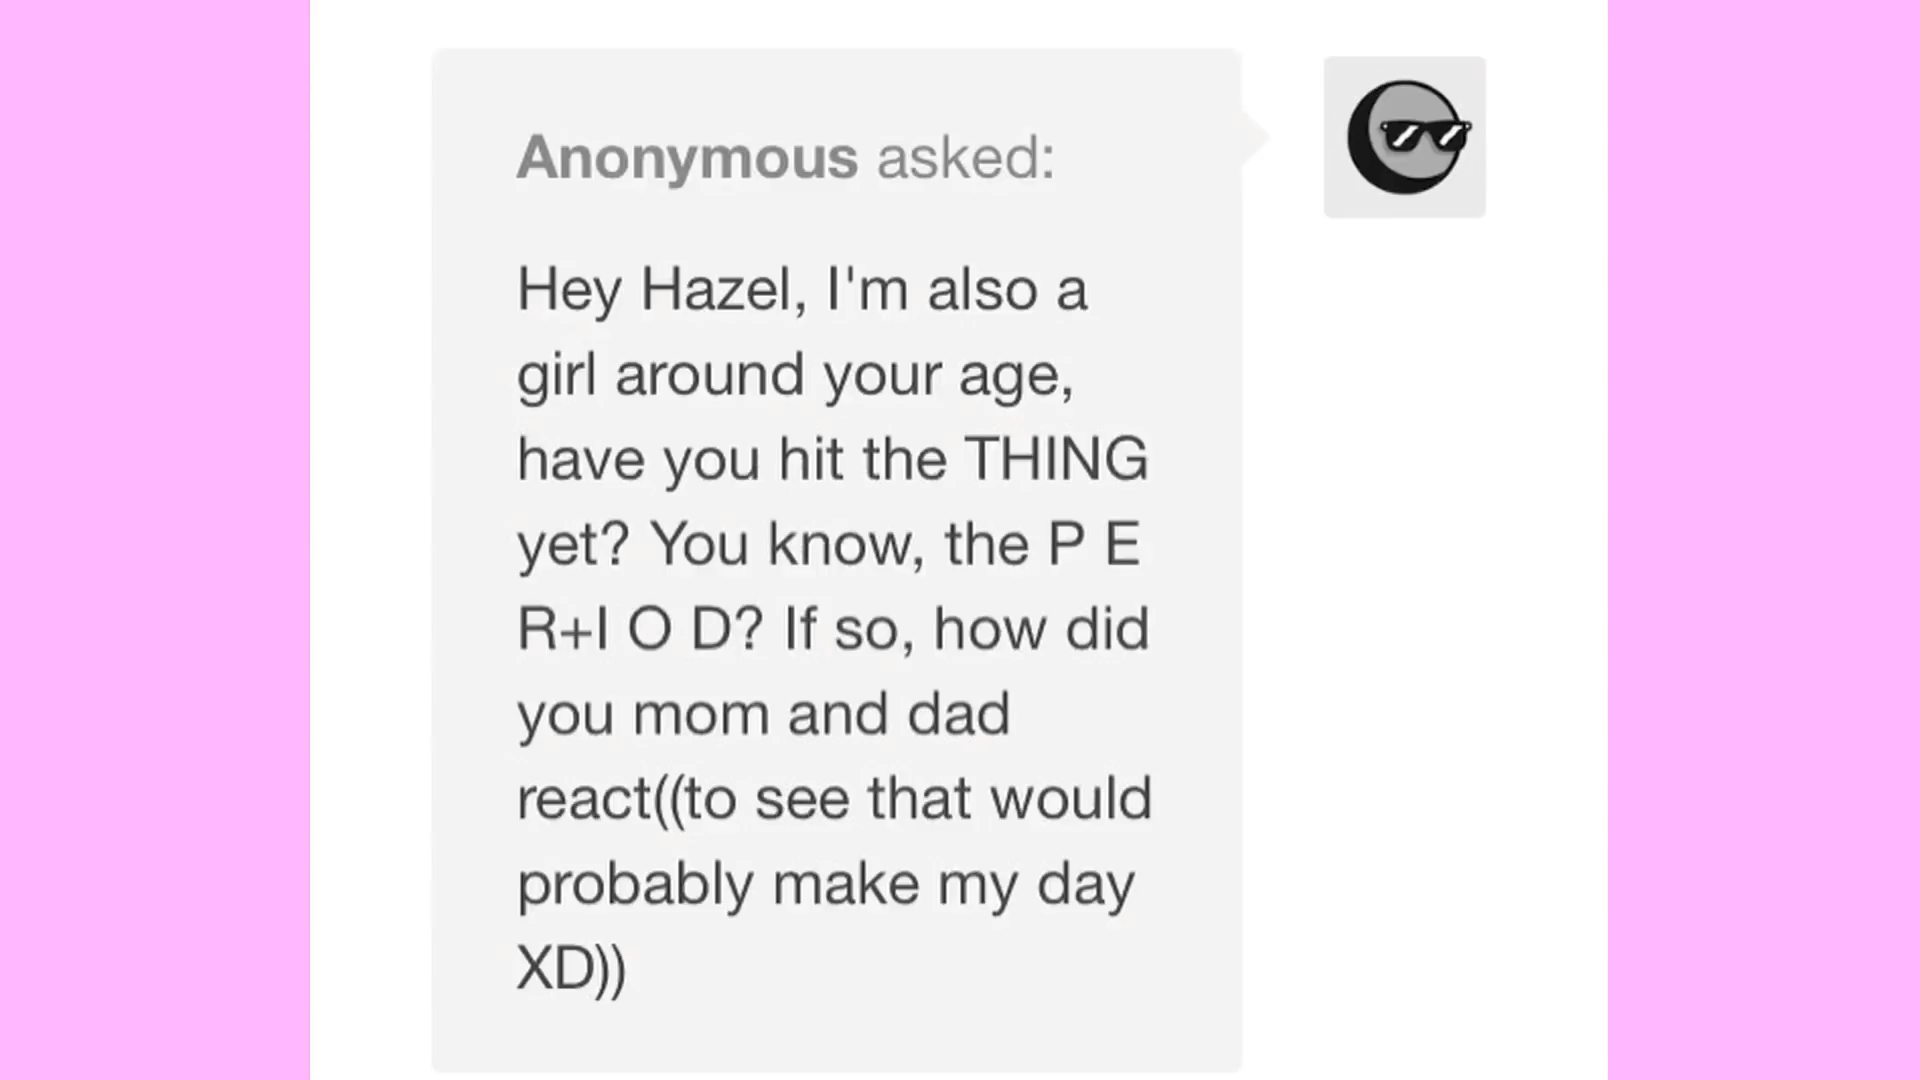 Anonymous asked:
Hey Hazel, I'm also a
girl around your age,
have you hit the THING
yet? You know, the P E
R+I O D? If so, how did
you mom and dad
react((to see that would
probably make my day
XD))